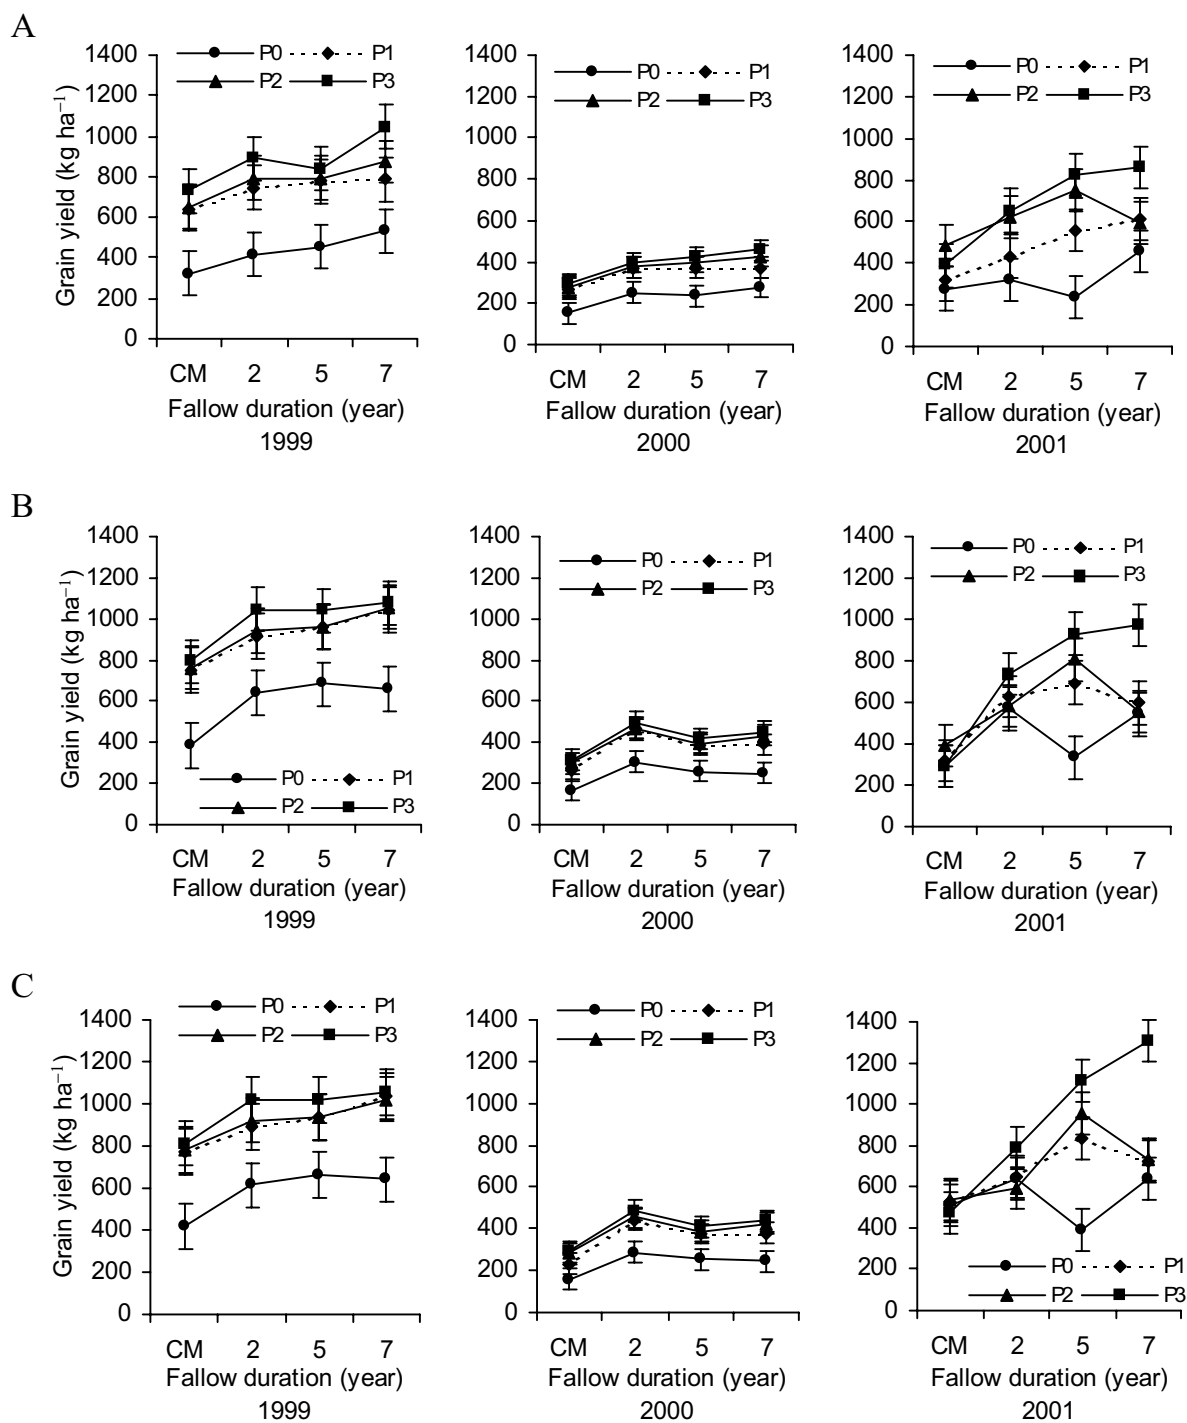 A
Grain yield (kg ha⁻¹)
1400
1200
1000
800
600
400
200
0
P0 P1
P2 P3
CM 2 5 7
Fallow duration (year)
1999
1400
1200
1000
800
600
400
200
0
P0 P1
P2 P3
CM 2 5 7
Fallow duration (year)
2000
1400
1200
1000
800
600
400
200
0
P0 P1
P2 P3
CM 2 5 7
Fallow duration (year)
2001
B
Grain yield (kg ha⁻¹)
1400
1200
1000
800
600
400
200
0
P0 P1
P2 P3
CM 2 5 7
Fallow duration (year)
1999
1400
1200
1000
800
600
400
200
0
P0 P1
P2 P3
CM 2 5 7
Fallow duration (year)
2000
1400
1200
1000
800
600
400
200
0
P0 P1
P2 P3
CM 2 5 7
Fallow duration (year)
2001
C
Grain yield (kg ha⁻¹)
1400
1200
1000
800
600
400
200
0
P0 P1
P2 P3
CM 2 5 7
Fallow duration (year)
1999
1400
1200
1000
800
600
400
200
0
P0 P1
P2 P3
CM 2 5 7
Fallow duration (year)
2000
1400
1200
1000
800
600
400
200
0
P0 P1
P2 P3
CM 2 5 7
Fallow duration (year)
2001